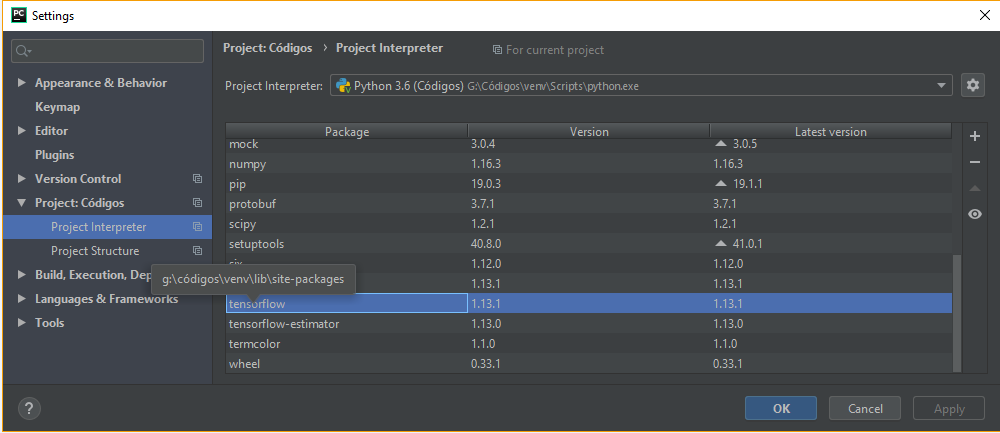 PC Settings
Project: Códigos › Project Interpreter For current project
Appearance & Behavior
Keymap
Editor
Plugins
Version Control
Project: Códigos
Project Interpreter
Project Structure
Build, Execution, Dep
Languages & Frameworks
Tools
Project Interpreter: Python 3.6 (Códigos) G:\Códigos\venv\Scripts\python.exe
Package Version Latest version
mock 3.0.4 3.0.5
numpy 1.16.3 1.16.3
pip 19.0.3 19.1.1
protobuf 3.7.1 3.7.1
scipy 1.2.1 1.2.1
setuptools 40.8.0 41.0.1
six 1.12.0 1.12.0
g:\códigos\venv\lib\site-packages
1.13.1 1.13.1
tensorflow 1.13.1 1.13.1
tensorflow-estimator 1.13.0 1.13.0
termcolor 1.1.0 1.1.0
wheel 0.33.1 0.33.1
? OK Cancel Apply